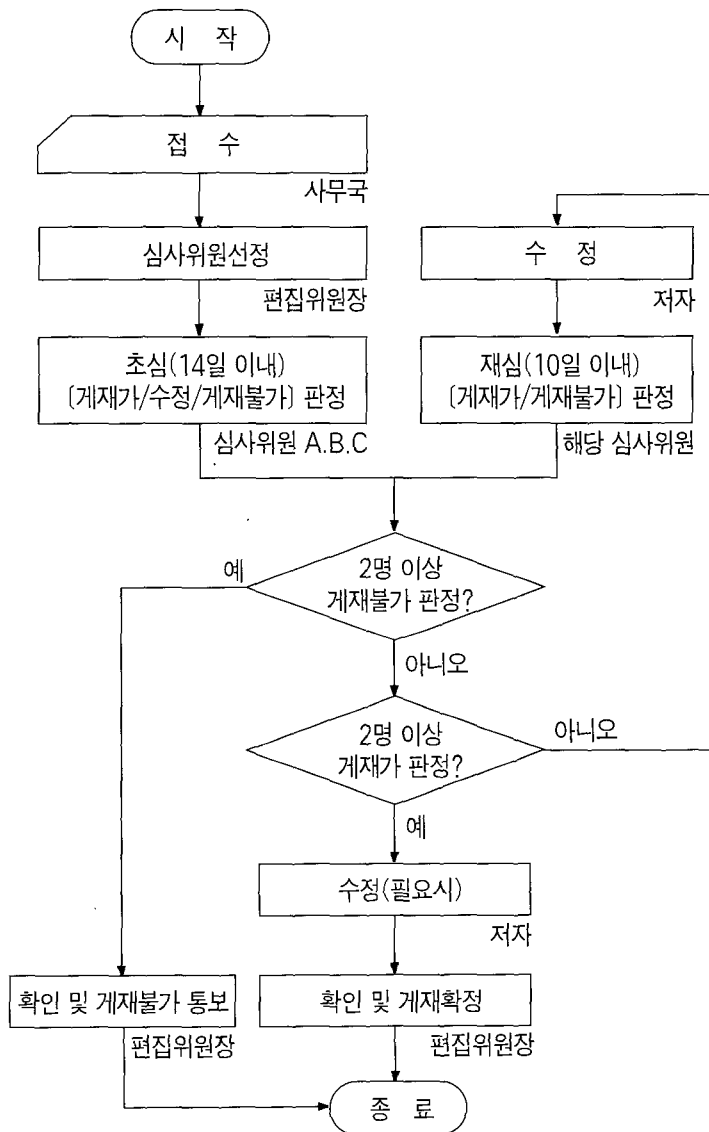 시 작
접 수
사무국
심사위원선정
편집위원장
초심(14일 이내)
〔게재가/수정/게재불가〕 판정
심사위원 A.B.C
수 정
저자
재심(10일 이내)
〔게재가/게재불가〕 판정
해당 심사위원
2명 이상
게재불가 판정?
예
아니오
2명 이상
게재가 판정?
아니오
예
수정(필요시)
저자
확인 및 게재불가 통보
편집위원장
확인 및 게재확정
편집위원장
종 료